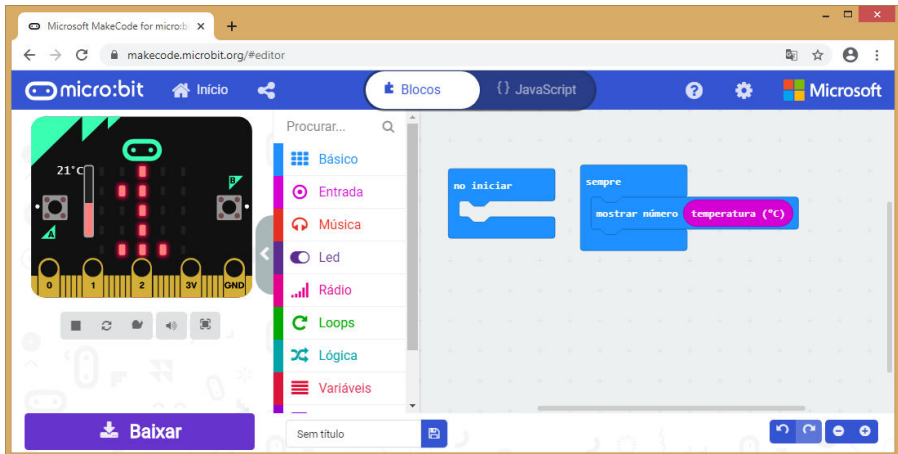 Microsoft MakeCode for micro:b
makecode.microbit.org/#editor
micro:bit
Início
Blocos
{} JavaScript
Microsoft
21°C
B
A
0
1
2
3V
GND
Procurar...
Básico
Entrada
Música
Led
Rádio
Loops
Lógica
Variáveis
no iniciar
sempre
mostrar número
temperatura (°C)
Baixar
Sem título